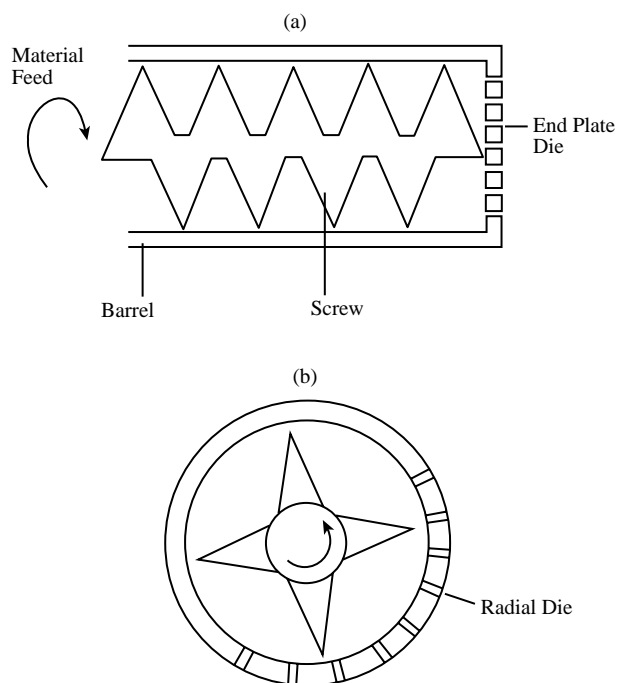 (a)
Material
Feed
End Plate
Die
Barrel
Screw
(b)
Radial Die